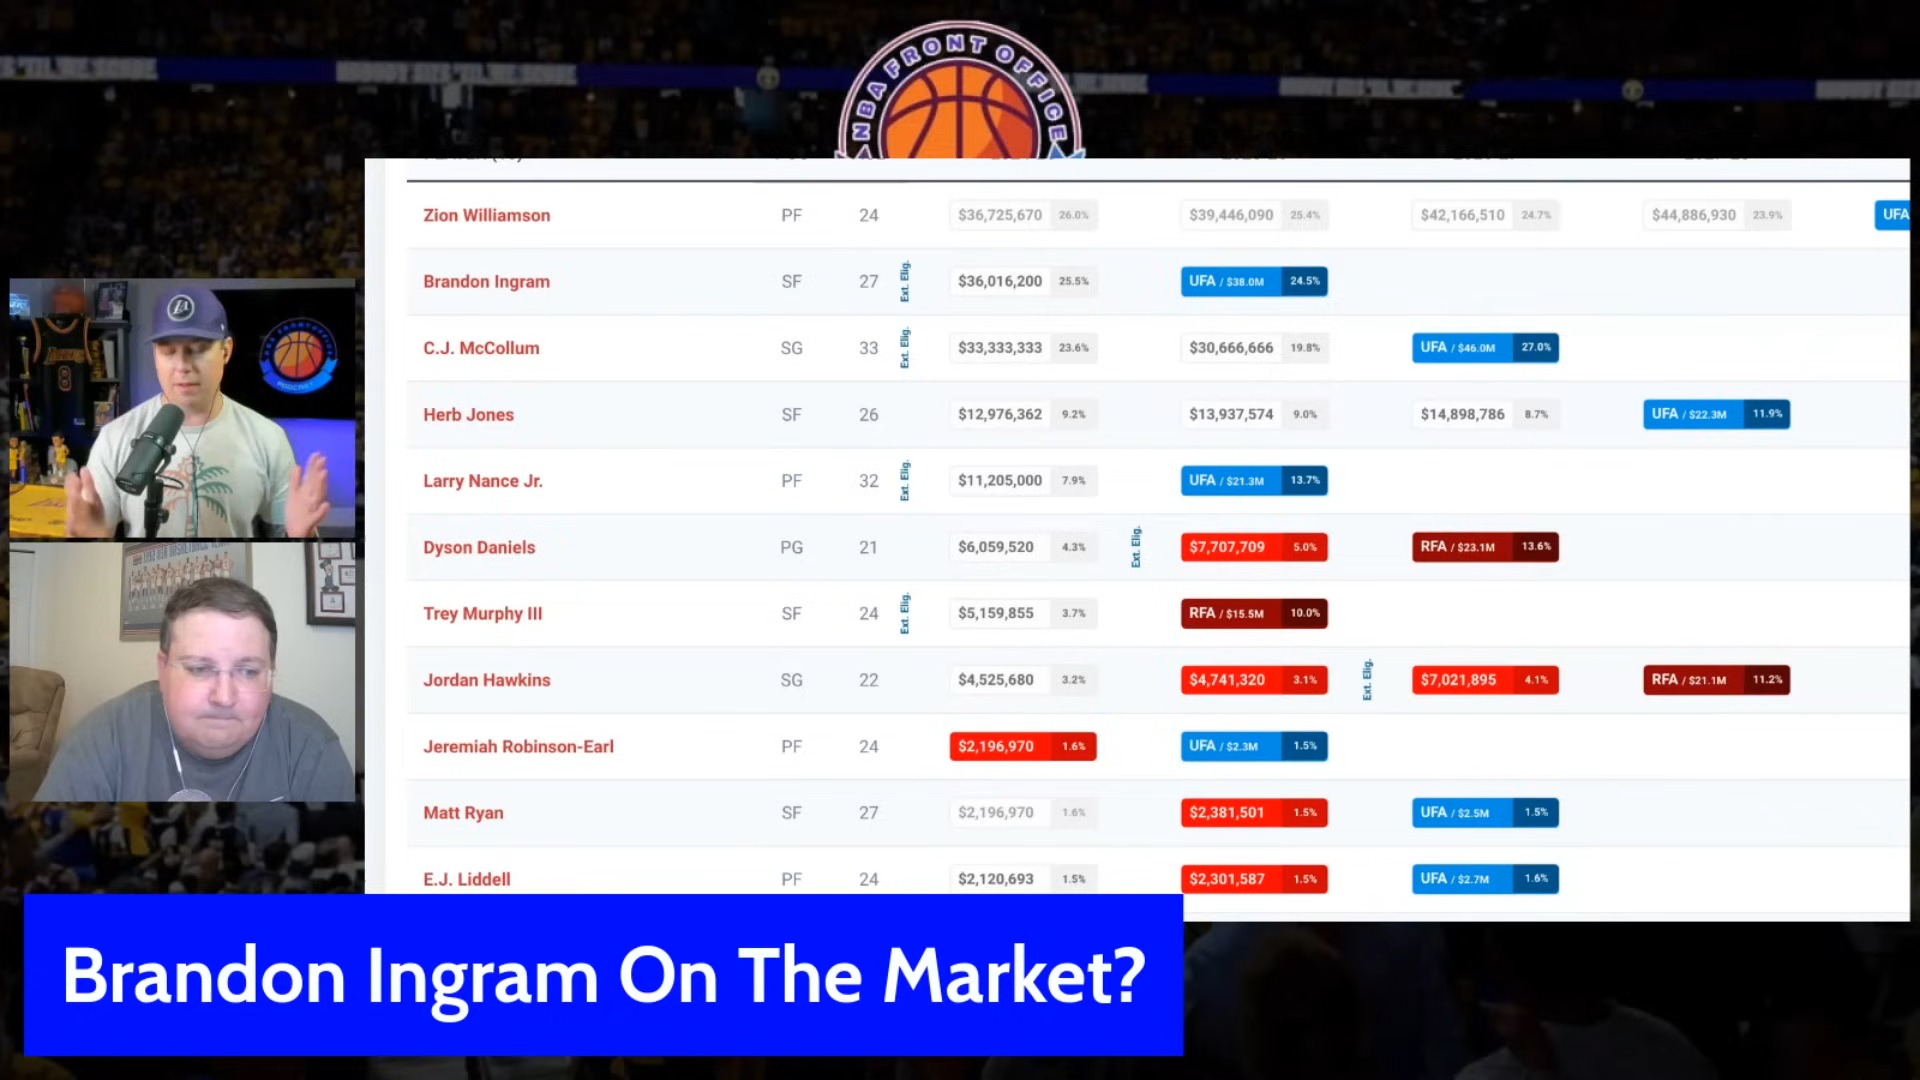 NBA FRONT OFFICE
Zion Williamson PF 24 $36,725,670 26.0% $39,446,090 25.4% $42,166,510 24.7% $44,886,930 23.9% UFA
Brandon Ingram SF 27 Ext. Elig. $36,016,200 25.5% UFA / $38.0M 24.5%
C.J. McCollum SG 33 Ext. Elig. $33,333,333 23.6% $30,666,666 19.8% UFA / $46.0M 27.0%
Herb Jones SF 26 $12,976,362 9.2% $13,937,574 9.0% $14,898,786 8.7% UFA / $22.3M 11.9%
Larry Nance Jr. PF 32 Ext. Elig. $11,205,000 7.9% UFA / $21.3M 13.7%
Dyson Daniels PG 21 $6,059,520 4.3% Ext. Elig. $7,707,709 5.0% RFA / $23.1M 13.6%
Trey Murphy III SF 24 Ext. Elig. $5,159,855 3.7% RFA / $15.5M 10.0%
Jordan Hawkins SG 22 $4,525,680 3.2% $4,741,320 3.1% Ext. Elig. $7,021,895 4.1% RFA / $21.1M 11.2%
Jeremiah Robinson-Earl PF 24 $2,196,970 1.6% UFA / $2.3M 1.5%
Matt Ryan SF 27 $2,196,970 1.6% $2,381,501 1.5% UFA / $2.5M 1.5%
E.J. Liddell PF 24 $2,120,693 1.5% $2,301,587 1.5% UFA / $2.7M 1.6%
LA
8
PODCAST
Brandon Ingram On The Market?